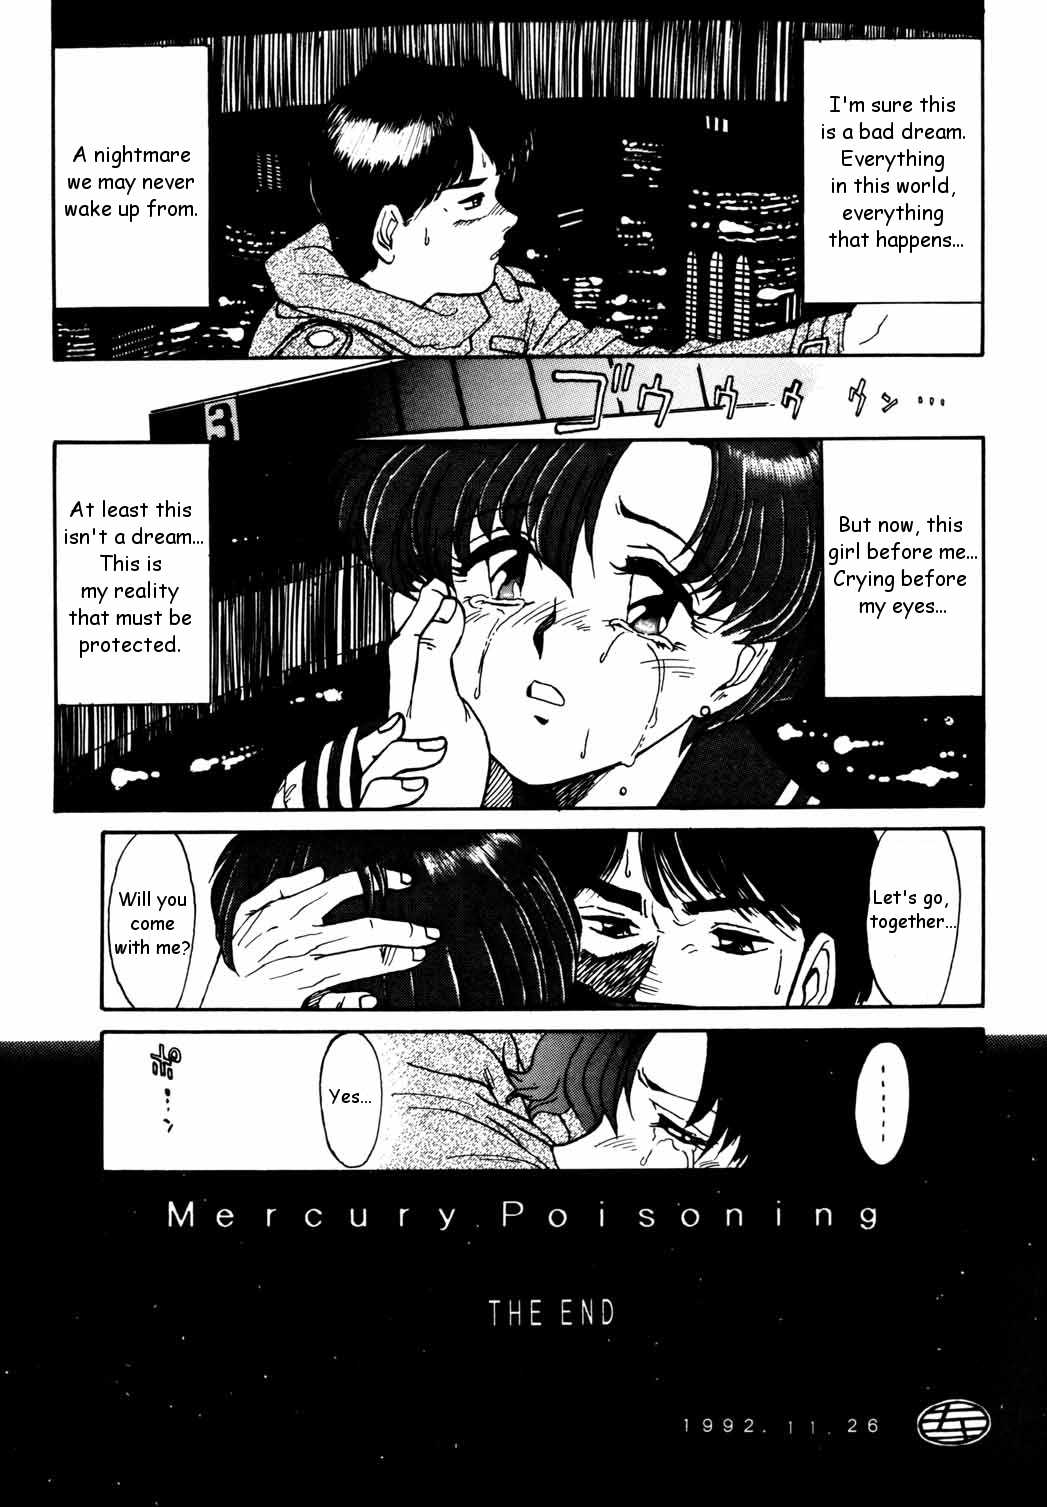 I'm sure this
is a bad dream.
Everything
in this world,
everything
that happens...
A nightmare
we may never
wake up from.
3
ゴウゥゥゥン…
But now, this
girl before me...
Crying before
my eyes...
At least this
isn't a dream...
This is
my reality
that must be
protected.
Let's go,
together...
Will you
come
with me?
Yes...
Mercury Poisoning
THE END
1992.11.26